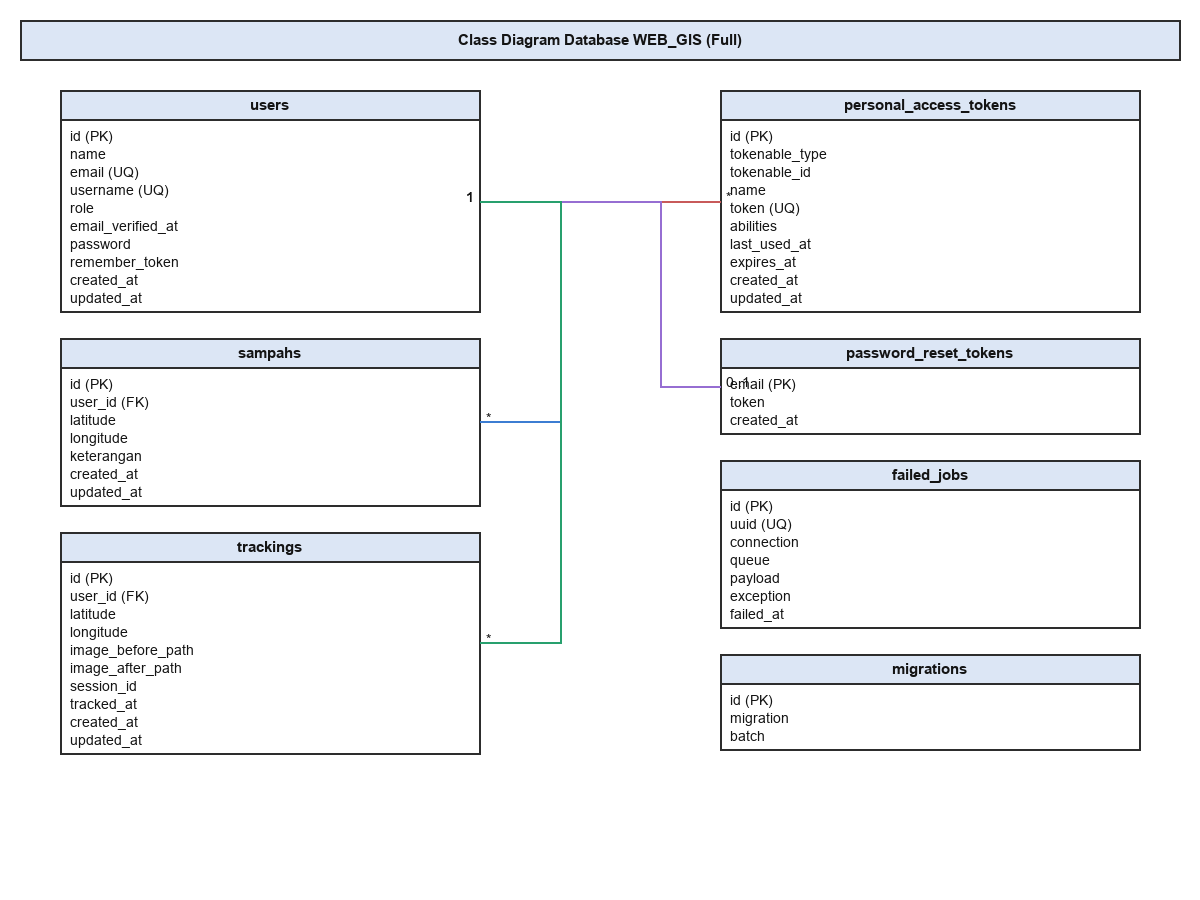 Class Diagram Database WEB_GIS (Full)
users
id (PK)
name
email (UQ)
username (UQ)
role
email_verified_at
password
remember_token
created_at
updated_at
1
sampahs
id (PK)
user_id (FK)
latitude
longitude
keterangan
created_at
updated_at
*
trackings
id (PK)
user_id (FK)
latitude
longitude
image_before_path
image_after_path
session_id
tracked_at
created_at
updated_at
*
personal_access_tokens
id (PK)
tokenable_type
tokenable_id
name
*
token (UQ)
abilities
last_used_at
expires_at
created_at
updated_at
password_reset_tokens
0..1
email (PK)
token
created_at
failed_jobs
id (PK)
uuid (UQ)
connection
queue
payload
exception
failed_at
migrations
id (PK)
migration
batch